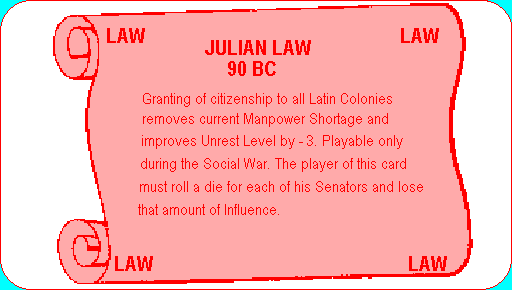 LAW LAW
JULIAN LAW
90 BC
Granting of citizenship to all Latin Colonies
removes current Manpower Shortage and
improves Unrest Level by - 3. Playable only
during the Social War. The player of this card
must roll a die for each of his Senators and lose
that amount of Influence.
LAW LAW